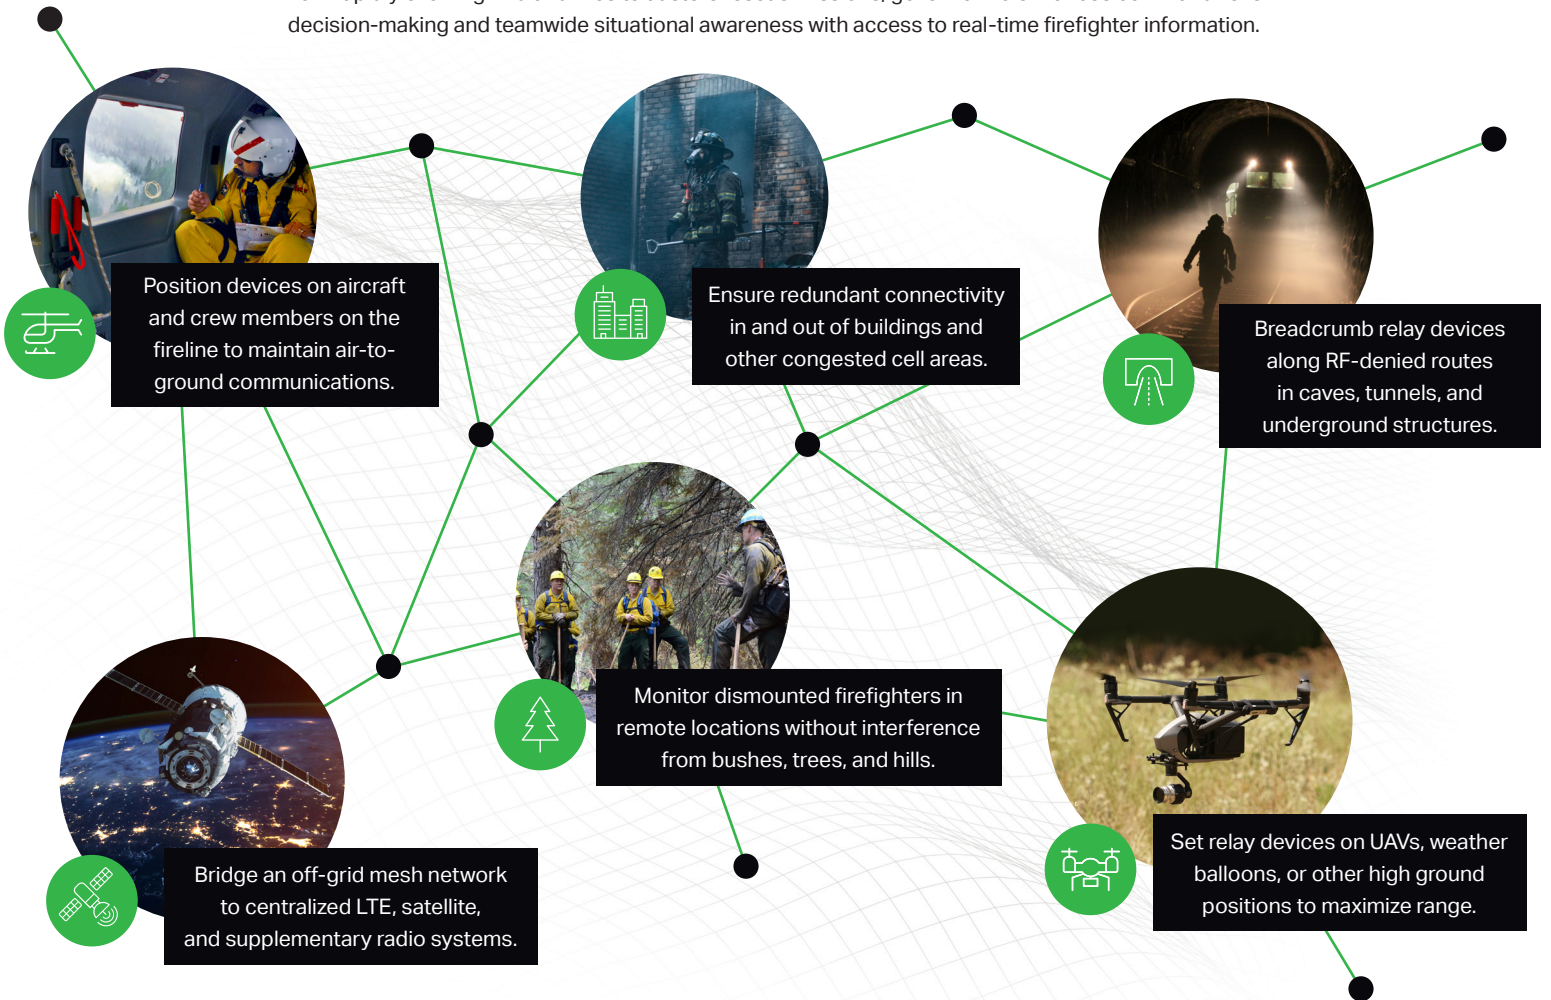 decision-making and teamwide situational awareness with access to real-time firefighter information.
Position devices on aircraft
and crew members on the
fireline to maintain air-to-
ground communications.
Ensure redundant connectivity
in and out of buildings and
other congested cell areas.
Breadcrumb relay devices
along RF-denied routes
in caves, tunnels, and
underground structures.
Monitor dismounted firefighters in
remote locations without interference
from bushes, trees, and hills.
Bridge an off-grid mesh network
to centralized LTE, satellite,
and supplementary radio systems.
Set relay devices on UAVs, weather
balloons, or other high ground
positions to maximize range.